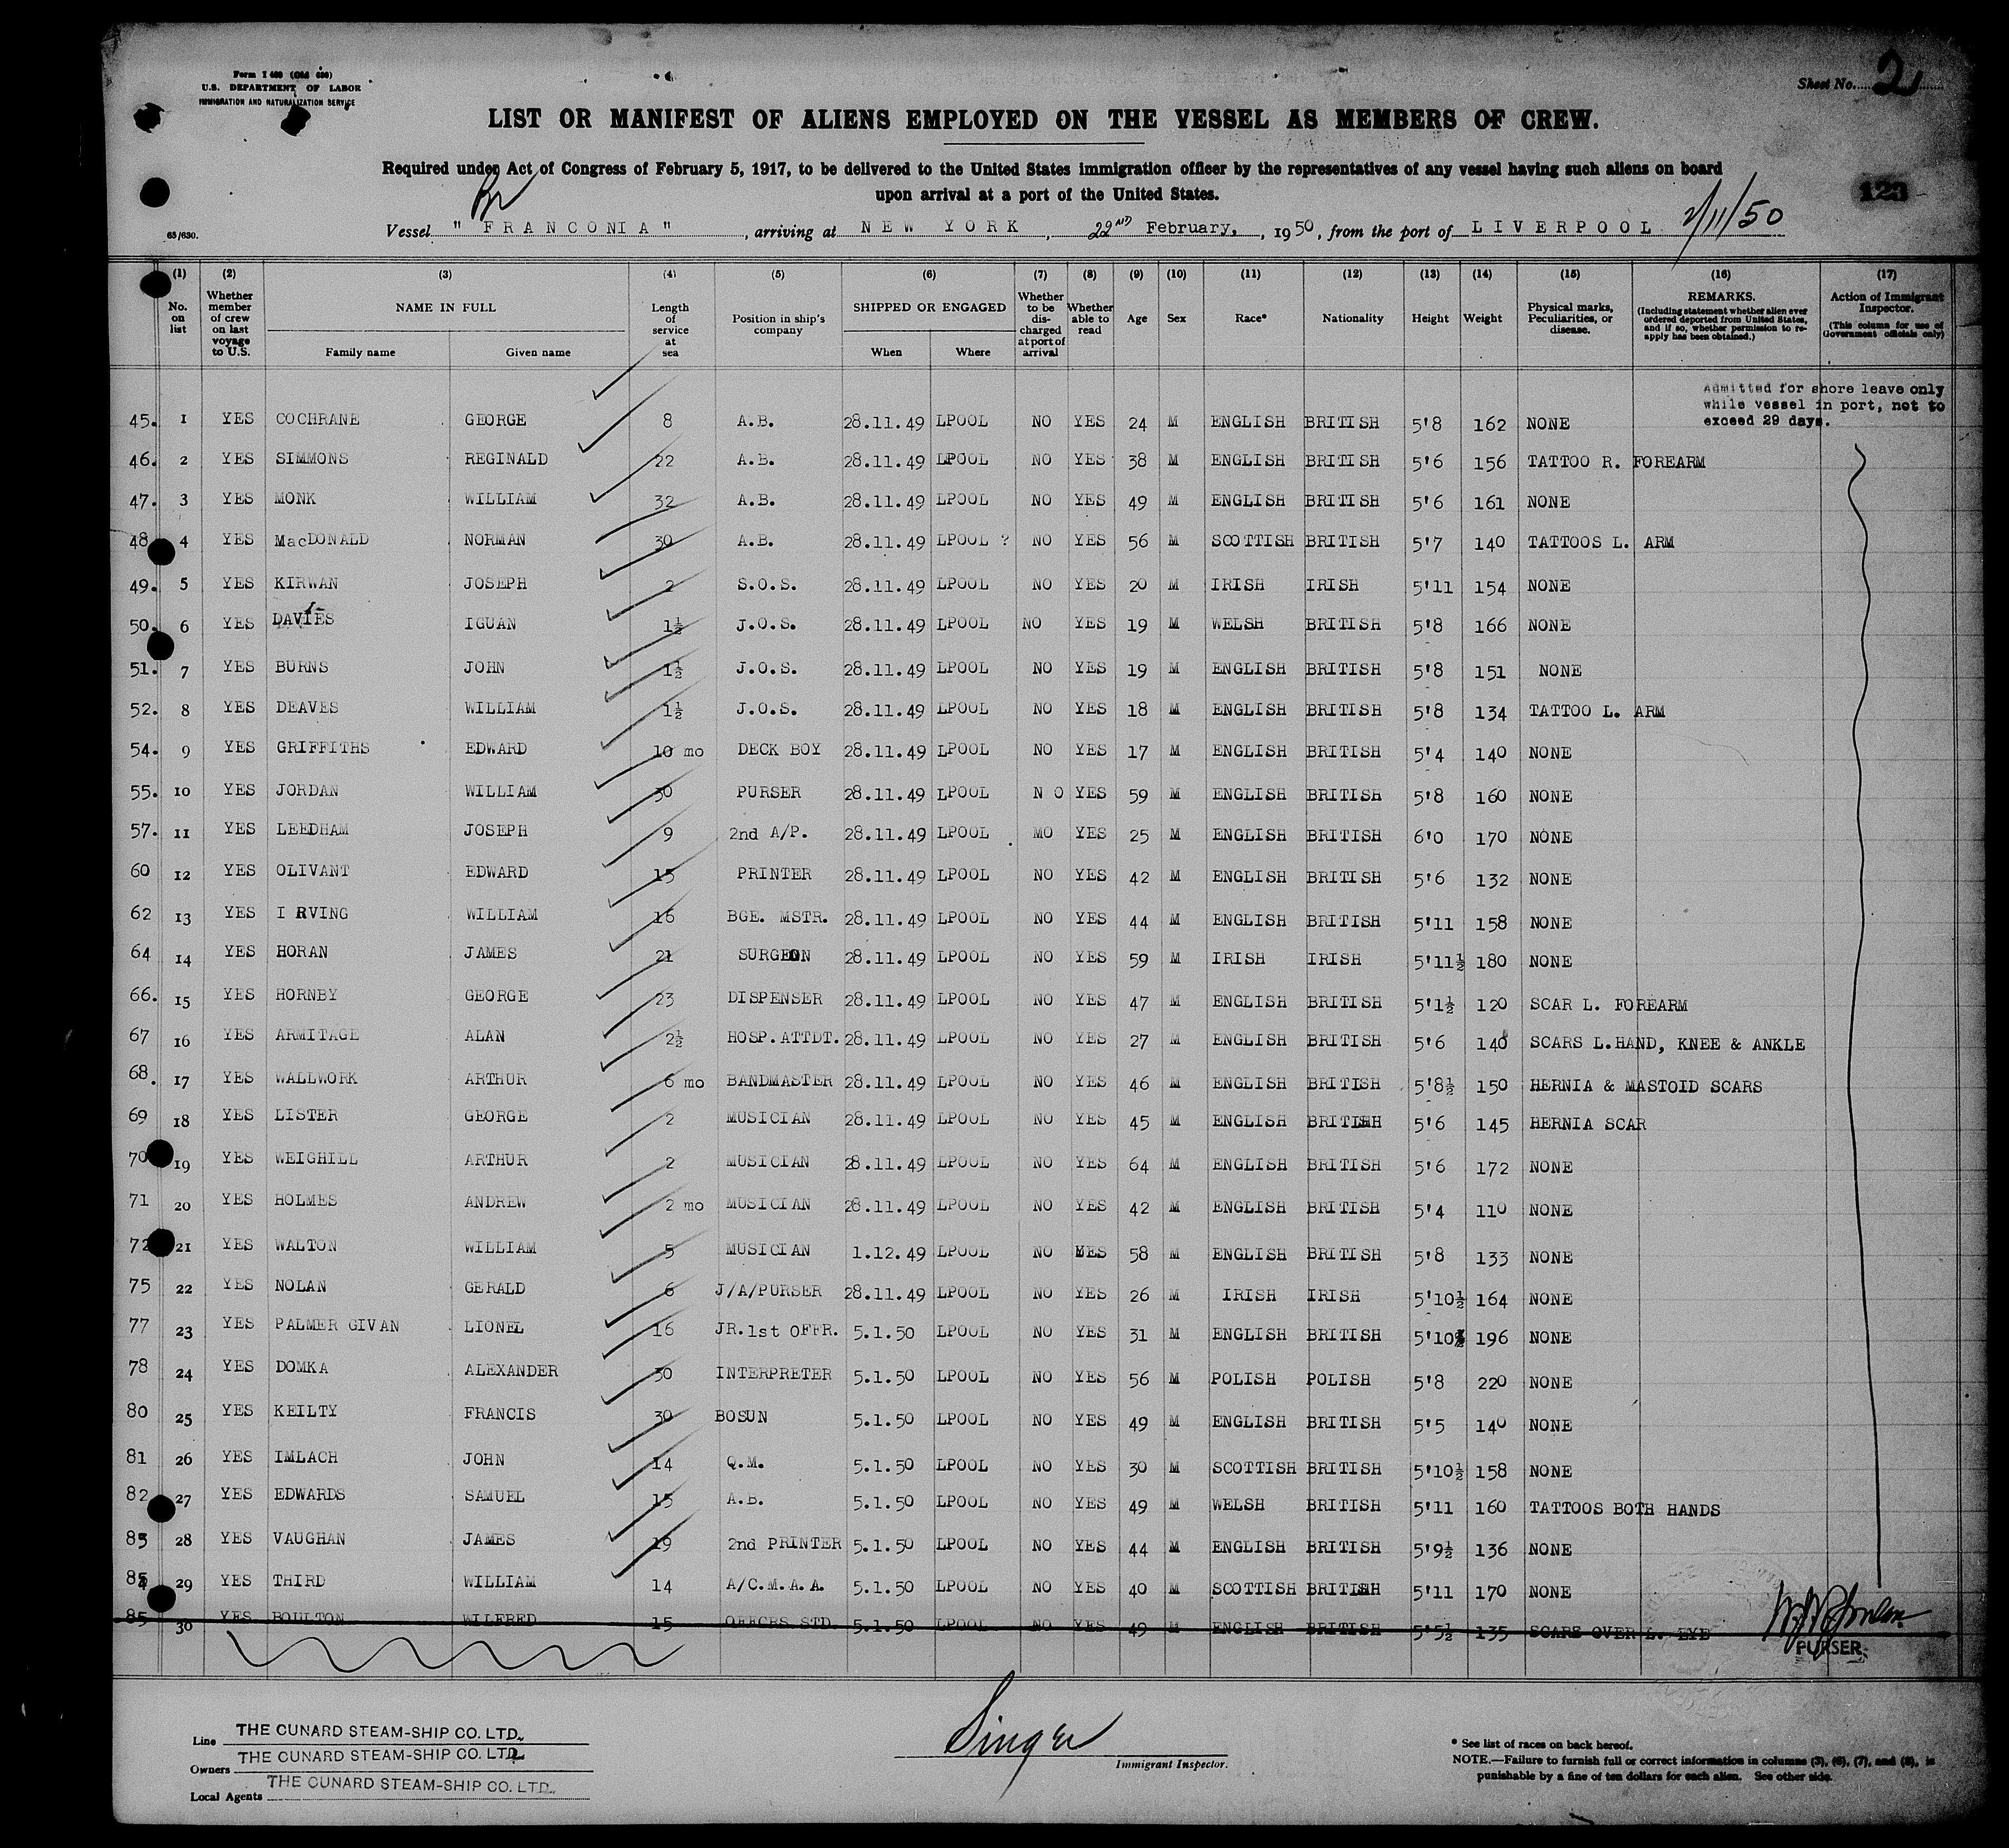 Form I 489 (Old 680)
U.S. DEPARTMENT OF LABOR
IMMIGRATION AND NATURALIZATION SERVICE
Sheet No. 2
LIST OR MANIFEST OF ALIENS EMPLOYED ON THE VESSEL AS MEMBERS OF CREW.
Required under Act of Congress of February 5, 1917, to be delivered to the United States immigration officer by the representatives of any vessel having such aliens on board
upon arrival at a port of the United States.
123
Br
65/630.
Vessel " FRANCONIA ", arriving at NEW YORK, 22ND February, 1950, from the port of LIVERPOOL 2/11/50
(1) (2) (3) (4) (5) (6) (7) (8) (9) (10) (11) (12) (13) (14) (15) (16) (17)
No. on list
Whether member of crew on last voyage to U.S.
NAME IN FULL
Family name Given name
Length of service at sea
Position in ship's company
SHIPPED OR ENGAGED
When Where
Whether to be discharged at port of arrival
Whether able to read
Age Sex Race* Nationality Height Weight
Physical marks, Peculiarities, or disease.
REMARKS.
(Including statement whether alien ever ordered deported from United States, and if so, whether permission to re-apply has been obtained.)
Action of Immigrant Inspector.
(This column for use of Government officials only)
Admitted for shore leave only
while vessel in port, not to
exceed 29 days.
45. 1 YES COCHRANE GEORGE 8 A.B. 28.11.49 LPOOL NO YES 24 M ENGLISH BRITISH 5'8 162 NONE
46. 2 YES SIMMONS REGINALD 22 A.B. 28.11.49 LPOOL NO YES 38 M ENGLISH BRITISH 5'6 156 TATTOO R. FOREARM
47. 3 YES MONK WILLIAM 32 A.B. 28.11.49 LPOOL NO YES 49 M ENGLISH BRITISH 5'6 161 NONE
48 4 YES MacDONALD NORMAN 30 A.B. 28.11.49 LPOOL ? NO YES 56 M SCOTTISH BRITISH 5'7 140 TATTOOS L. ARM
49. 5 YES KIRWAN JOSEPH 2 S.O.S. 28.11.49 LPOOL NO YES 20 M IRISH IRISH 5'11 154 NONE
50. 6 YES DAVIES IGUAN 1½ J.O.S. 28.11.49 LPOOL NO YES 19 M WELSH BRITISH 5'8 166 NONE
51. 7 YES BURNS JOHN 1½ J.O.S. 28.11.49 LPOOL NO YES 19 M ENGLISH BRITISH 5'8 151 NONE
52. 8 YES DEAVES WILLIAM 1½ J.O.S. 28.11.49 LPOOL NO YES 18 M ENGLISH BRITISH 5'8 134 TATTOO L. ARM
54. 9 YES GRIFFITHS EDWARD 10 mo DECK BOY 28.11.49 LPOOL NO YES 17 M ENGLISH BRITISH 5'4 140 NONE
55. 10 YES JORDAN WILLIAM 30 PURSER 28.11.49 LPOOL N O YES 59 M ENGLISH BRITISH 5'8 160 NONE
57. 11 YES LEEDHAM JOSEPH 9 2nd A/P. 28.11.49 LPOOL MO YES 25 M ENGLISH BRITISH 6'0 170 NONE
60 12 YES OLIVANT EDWARD 15 PRINTER 28.11.49 LPOOL NO YES 42 M ENGLISH BRITISH 5'6 132 NONE
62 13 YES I RVING WILLIAM 16 BGE. MSTR. 28.11.49 LPOOL NO YES 44 M ENGLISH BRITISH 5'11 158 NONE
64 14 YES HORAN JAMES 21 SURGEON 28.11.49 LPOOL NO YES 59 M IRISH IRISH 5'11½ 180 NONE
66. 15 YES HORNBY GEORGE 23 DISPENSER 28.11.49 LPOOL NO YES 47 M ENGLISH BRITISH 5'1½ 120 SCAR L. FOREARM
67 16 YES ARMITAGE ALAN 2½ HOSP.ATTDT. 28.11.49 LPOOL NO YES 27 M ENGLISH BRITISH 5'6 140 SCARS L.HAND, KNEE & ANKLE
68. 17 YES WALLWORK ARTHUR 6 mo BANDMASTER 28.11.49 LPOOL NO YES 46 M ENGLISH BRITISH 5'8½ 150 HERNIA & MASTOID SCARS
69 18 YES LISTER GEORGE 2 MUSICIAN 28.11.49 LPOOL NO YES 45 M ENGLISH BRITISH 5'6 145 HERNIA SCAR
70 19 YES WEIGHILL ARTHUR 2 MUSICIAN 28.11.49 LPOOL NO YES 64 M ENGLISH BRITISH 5'6 172 NONE
71 20 YES HOLMES ANDREW 2 mo MUSICIAN 28.11.49 LPOOL NO YES 42 M ENGLISH BRITISH 5'4 110 NONE
72 21 YES WALTON WILLIAM 5 MUSICIAN 1.12.49 LPOOL NO YES 58 M ENGLISH BRITISH 5'8 133 NONE
75 22 YES NOLAN GERALD 6 J/A/PURSER 28.11.49 LPOOL NO YES 26 M IRISH IRISH 5'10½ 164 NONE
77 23 YES PALMER GIVAN LIONEL 16 JR.1st OFFR. 5.1.50 LPOOL NO YES 31 M ENGLISH BRITISH 5'10½ 196 NONE
78 24 YES DOMKA ALEXANDER 30 INTERPRETER 5.1.50 LPOOL NO YES 56 M POLISH POLISH 5'8 220 NONE
80 25 YES KEILTY FRANCIS 30 BOSUN 5.1.50 LPOOL NO YES 49 M ENGLISH BRITISH 5'5 140 NONE
81 26 YES IMLACH JOHN 14 Q.M. 5.1.50 LPOOL NO YES 30 M SCOTTISH BRITISH 5'10½ 158 NONE
82 27 YES EDWARDS SAMUEL 15 A.B. 5.1.50 LPOOL NO YES 49 M WELSH BRITISH 5'11 160 TATTOOS BOTH HANDS
83 28 YES VAUGHAN JAMES 19 2nd PRINTER 5.1.50 LPOOL NO YES 44 M ENGLISH BRITISH 5'9½ 136 NONE
84 29 YES THIRD WILLIAM 14 A/C.M.A.A. 5.1.50 LPOOL NO YES 40 M SCOTTISH BRITISH 5'11 170 NONE
85 30 YES BOULTON WILFRED 15 OFFCRS STD. 5.1.50 LPOOL NO YES 49 M ENGLISH BRITISH 5'5½ 135 SCARS OVER L. EYE
PURSER.
Line THE CUNARD STEAM-SHIP CO. LTD.
Owners THE CUNARD STEAM-SHIP CO. LTD.
Local Agents THE CUNARD STEAM-SHIP CO. LTD.
Singer
Immigrant Inspector.
* See list of races on back hereof.
NOTE.—Failure to furnish full or correct information in columns (3), (6), (7), and (8), is
punishable by a fine of ten dollars for each alien. See other side.